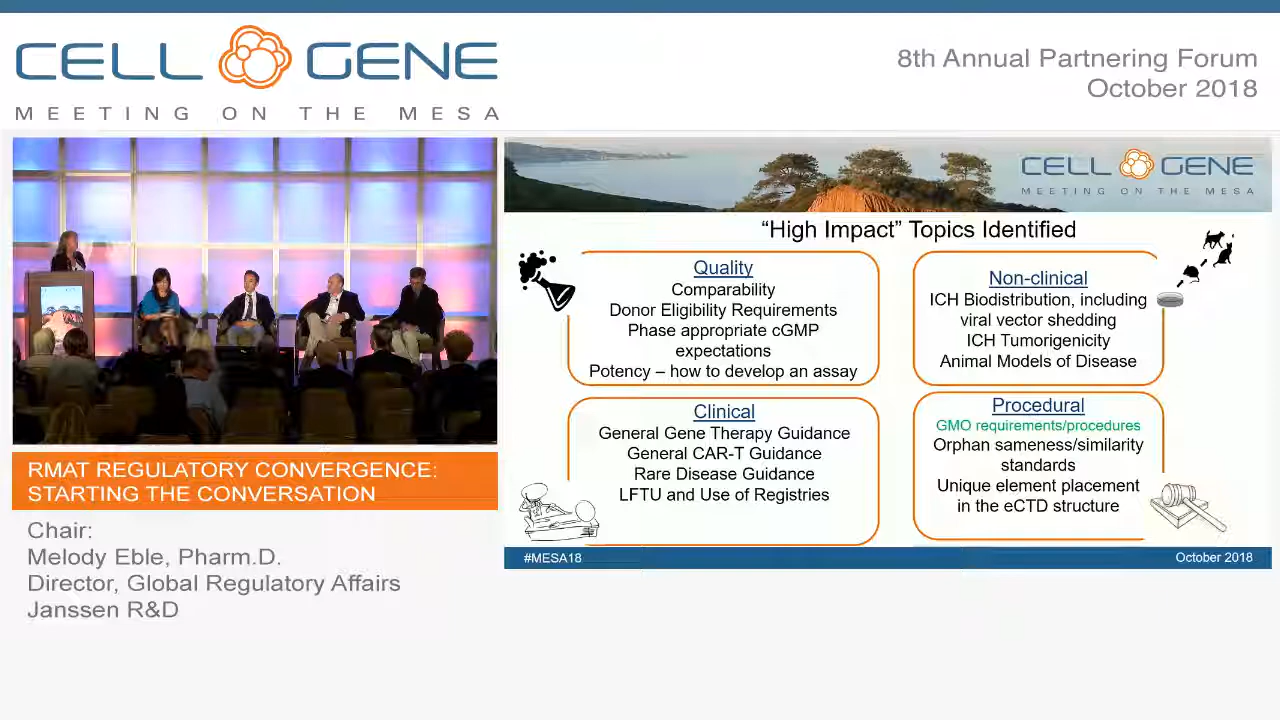 CELL GENE
MEETING ON THE MESA
8th Annual Partnering Forum
October 2018
RMAT REGULATORY CONVERGENCE:
STARTING THE CONVERSATION
Chair:
Melody Eble, Pharm.D.
Director, Global Regulatory Affairs
Janssen R&D
CELL GENE
MEETING ON THE MESA
“High Impact” Topics Identified
Quality
Comparability
Donor Eligibility Requirements
Phase appropriate cGMP
expectations
Potency – how to develop an assay
Non-clinical
ICH Biodistribution, including
viral vector shedding
ICH Tumorigenicity
Animal Models of Disease
Clinical
General Gene Therapy Guidance
General CAR-T Guidance
Rare Disease Guidance
LFTU and Use of Registries
Procedural
GMO requirements/procedures
Orphan sameness/similarity
standards
Unique element placement
in the eCTD structure
#MESA18
October 2018